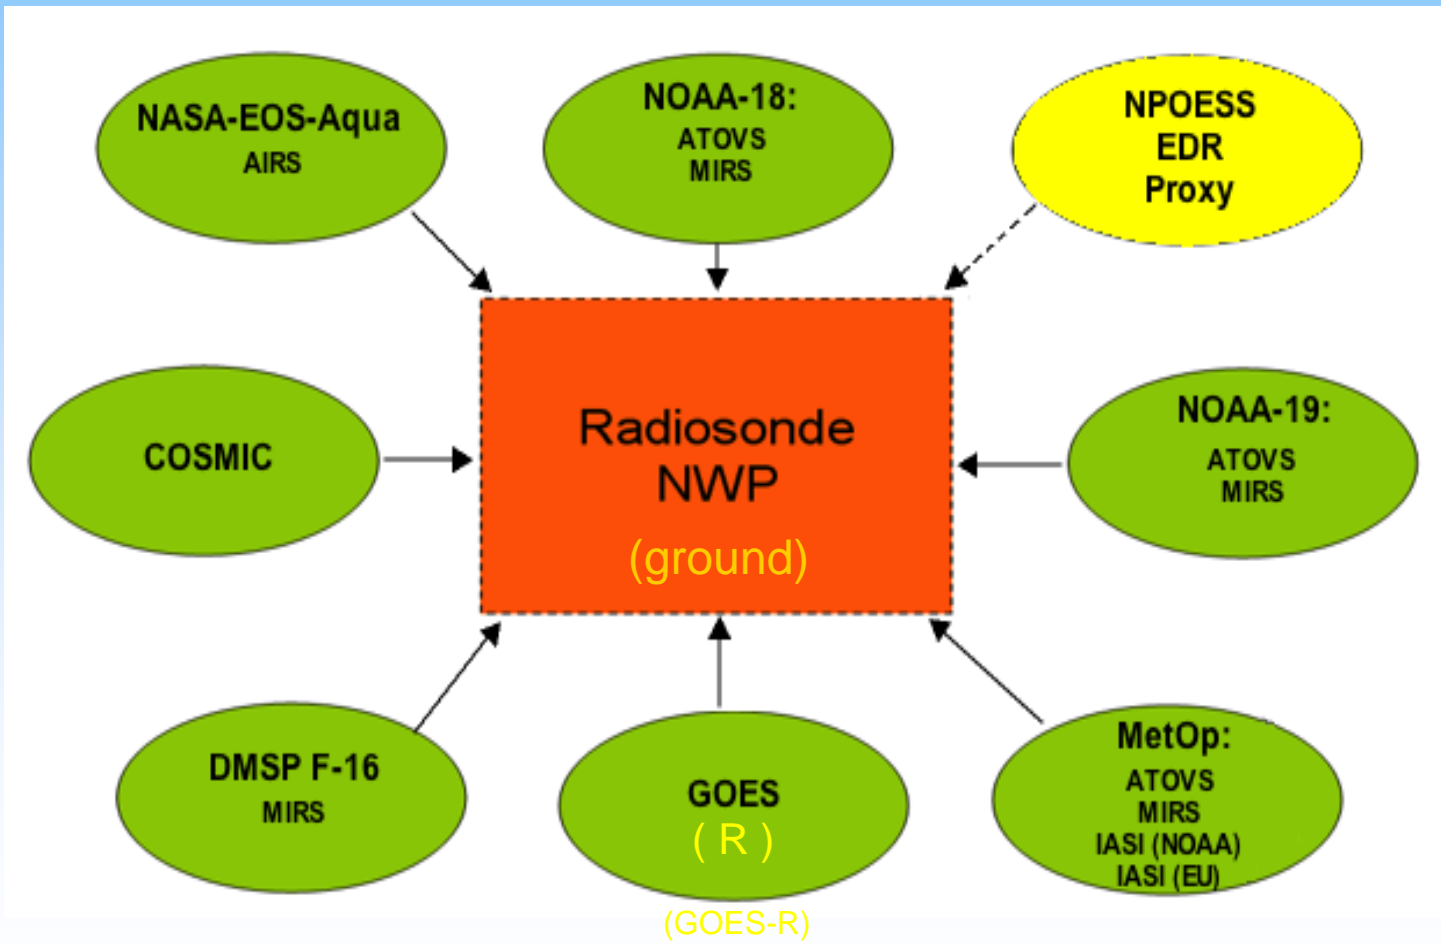 NASA-EOS-Aqua
AIRS
NOAA-18:
ATOVS
MIRS
NPOESS
EDR
Proxy
COSMIC
Radiosonde
NWP
(ground)
NOAA-19:
ATOVS
MIRS
DMSP F-16
MIRS
GOES
( R )
(GOES-R)
MetOp:
ATOVS
MIRS
IASI (NOAA)
IASI (EU)